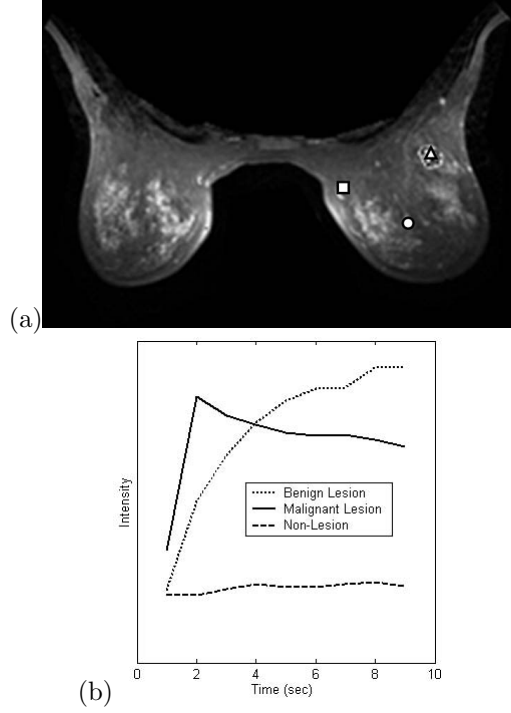 (a)
Intensity
Benign Lesion
Malignant Lesion
Non-Lesion
0 2 4 6 8 10
Time (sec)
(b)